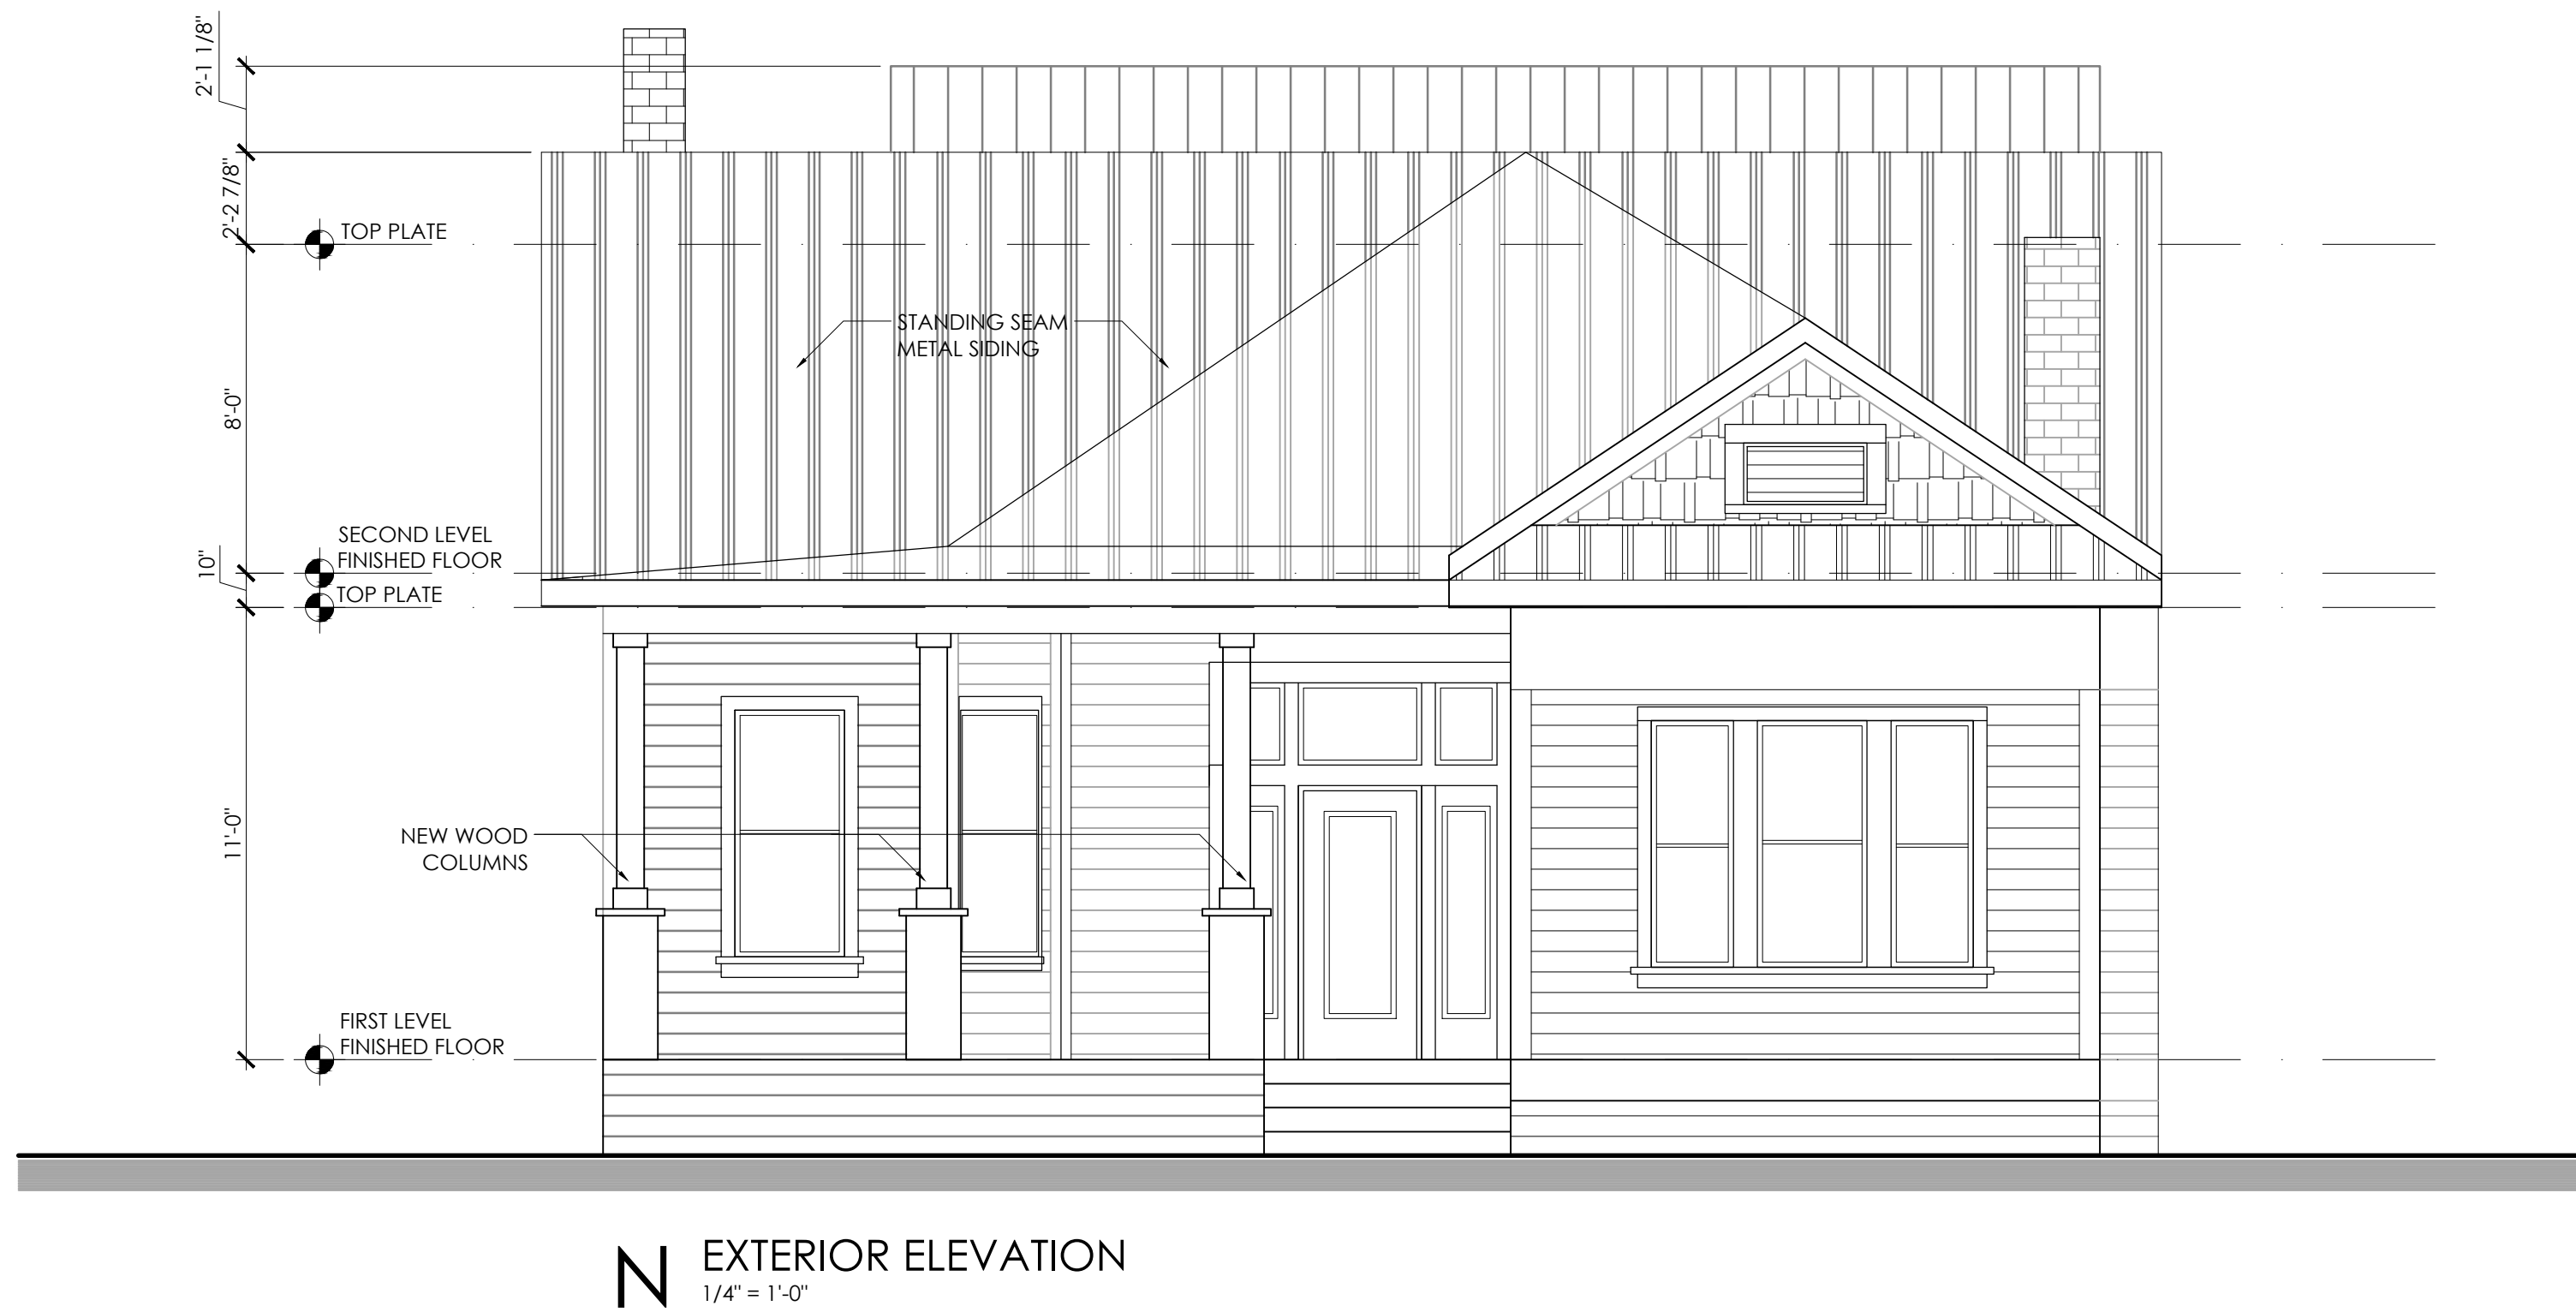 2'-1 1/8"
2'-2 7/8"
TOP PLATE
STANDING SEAM
METAL SIDING
8'-0"
SECOND LEVEL
FINISHED FLOOR
10"
TOP PLATE
11'-0"
NEW WOOD
COLUMNS
FIRST LEVEL
FINISHED FLOOR
N EXTERIOR ELEVATION
1/4" = 1'-0"